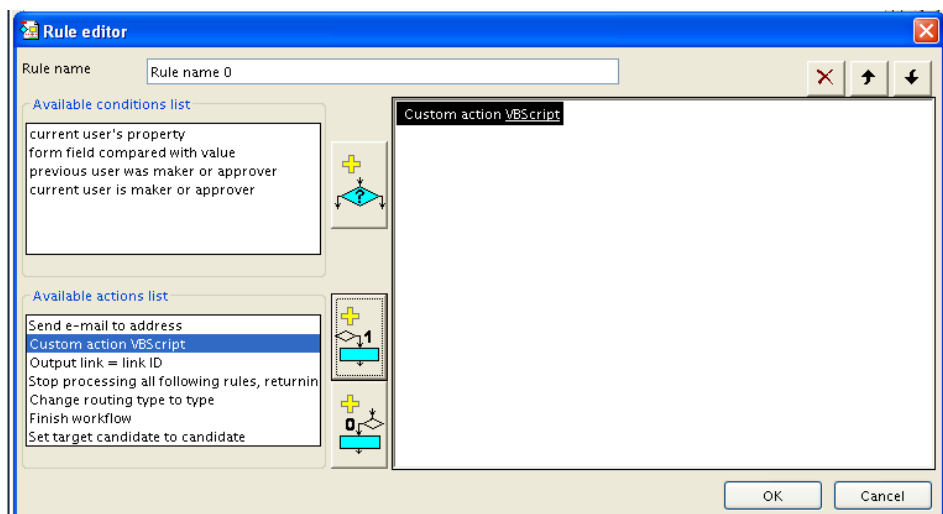 Rule editor
Rule name
Rule name 0
Available conditions list
current user's property
form field compared with value
previous user was maker or approver
current user is maker or approver
?
Available actions list
Send e-mail to address
Custom action VBScript
Output link = link ID
Stop processing all following rules, returnin
Change routing type to type
Finish workflow
Set target candidate to candidate
1
0
Custom action VBScript
OK
Cancel